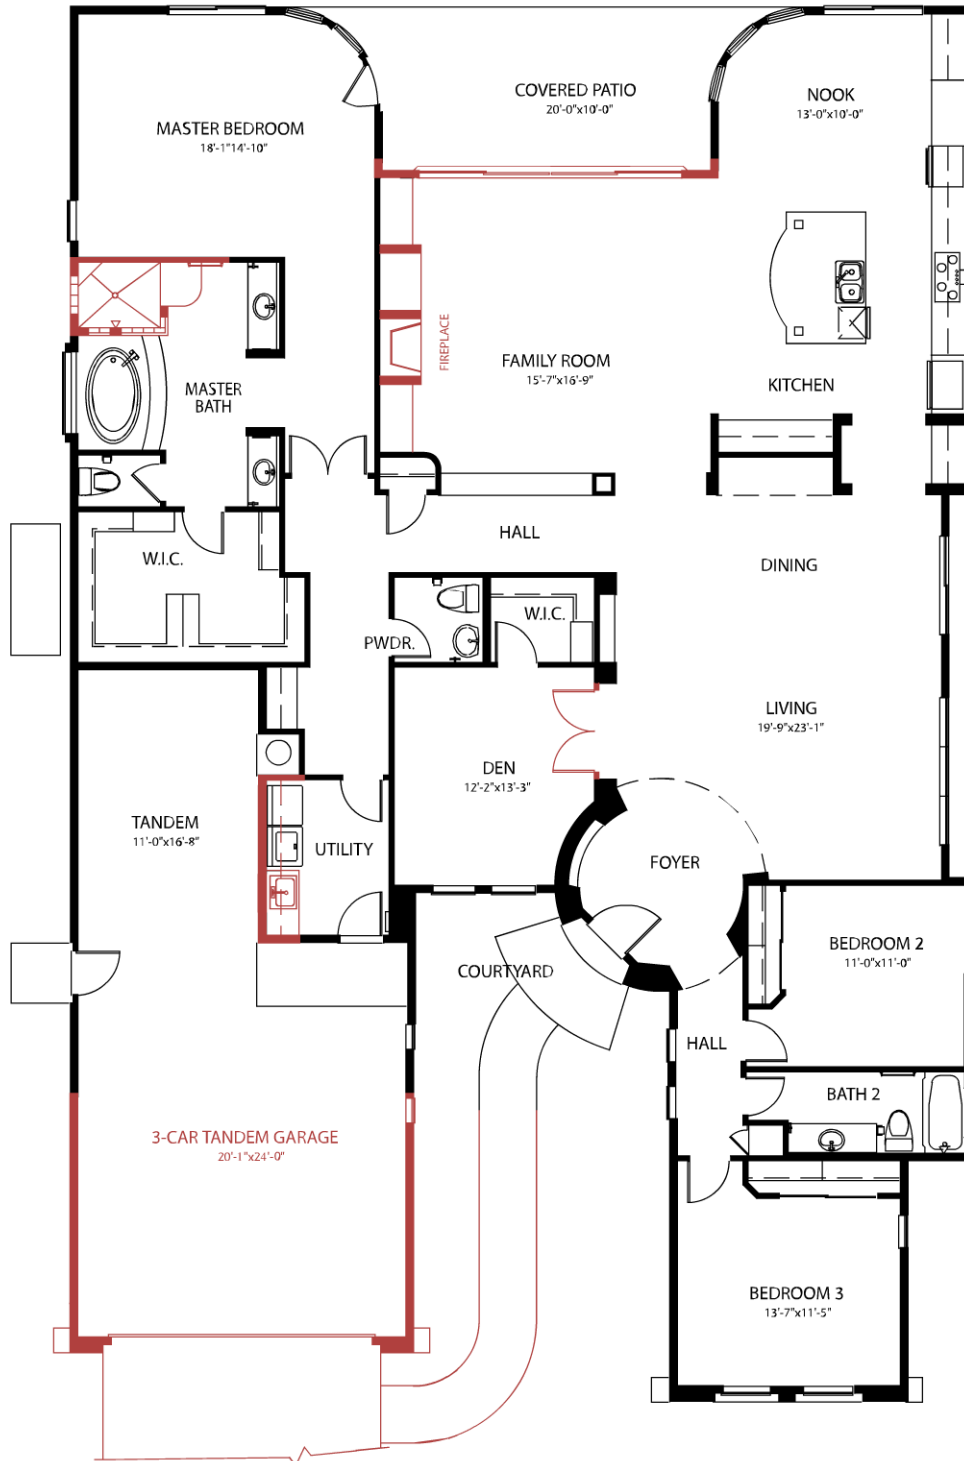 COVERED PATIO
20'-0"x10'-0"
NOOK
13'-0"x10'-0"
MASTER BEDROOM
18'-1"14'-10"
FIREPLACE
FAMILY ROOM
15'-7"x16'-9"
KITCHEN
MASTER
BATH
HALL
W.I.C.
DINING
W.I.C.
PWDR.
LIVING
19'-9"x23'-1"
DEN
12'-2"x13'-3"
TANDEM
11'-0"x16'-8"
UTILITY
FOYER
BEDROOM 2
11'-0"x11'-0"
COURTYARD
HALL
BATH 2
3-CAR TANDEM GARAGE
20'-1"x24'-0"
BEDROOM 3
13'-7"x11'-5"